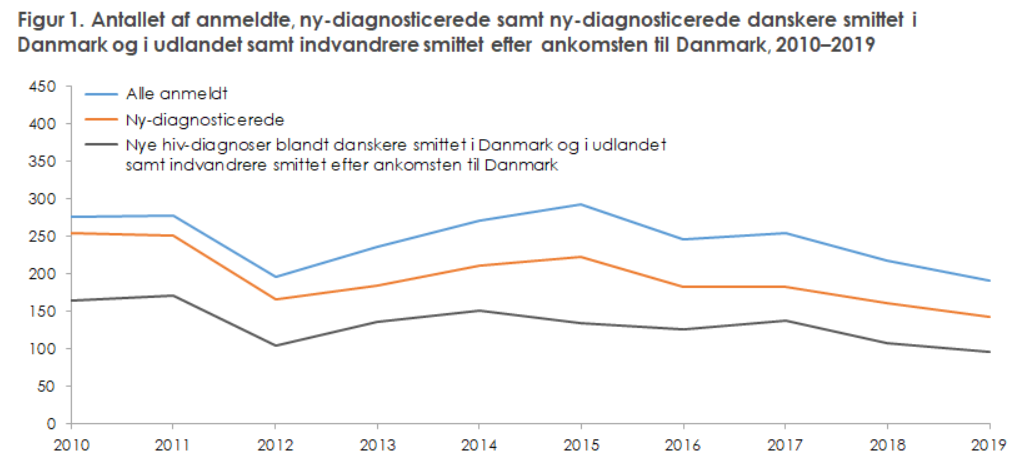 Figur 1. Antallet af anmeldte, ny-diagnosticerede samt ny-diagnosticerede danskere smittet i
Danmark og i udlandet samt indvandrere smittet efter ankomsten til Danmark, 2010–2019
450
400
350
300
250
200
150
100
50
0
Alle anmeldt
Ny-diagnosticerede
Nye hiv-diagnoser blandt danskere smittet i Danmark og i udlandet
samt indvandrere smittet efter ankomsten til Danmark
2010 2011 2012 2013 2014 2015 2016 2017 2018 2019